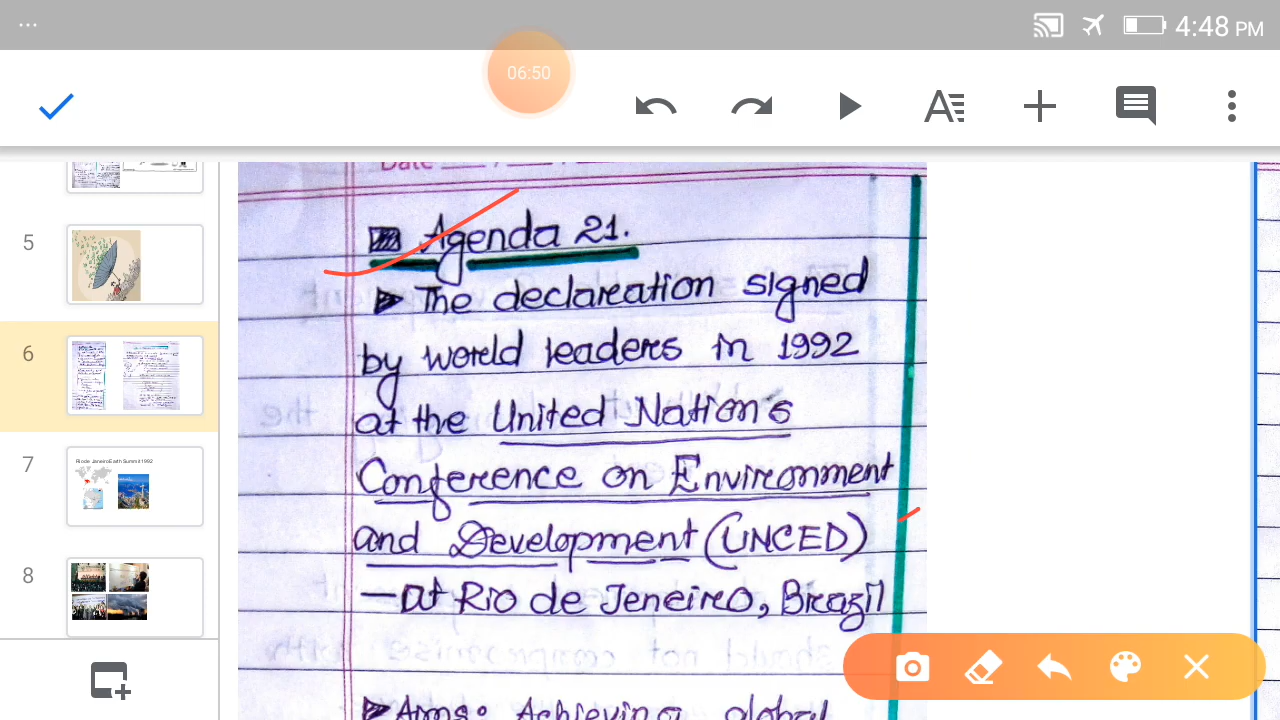 ...
4:48 PM
06:50
5
6
7
Rio de Janeiro Earth Summit 1992
8
Date
Agenda 21.
The declaration signed
by world leaders in 1992
at the United Nations
Conference on Environment
and Development (UNCED)
— at Rio de Jeneiro, Brazil
Aims: Achieving global